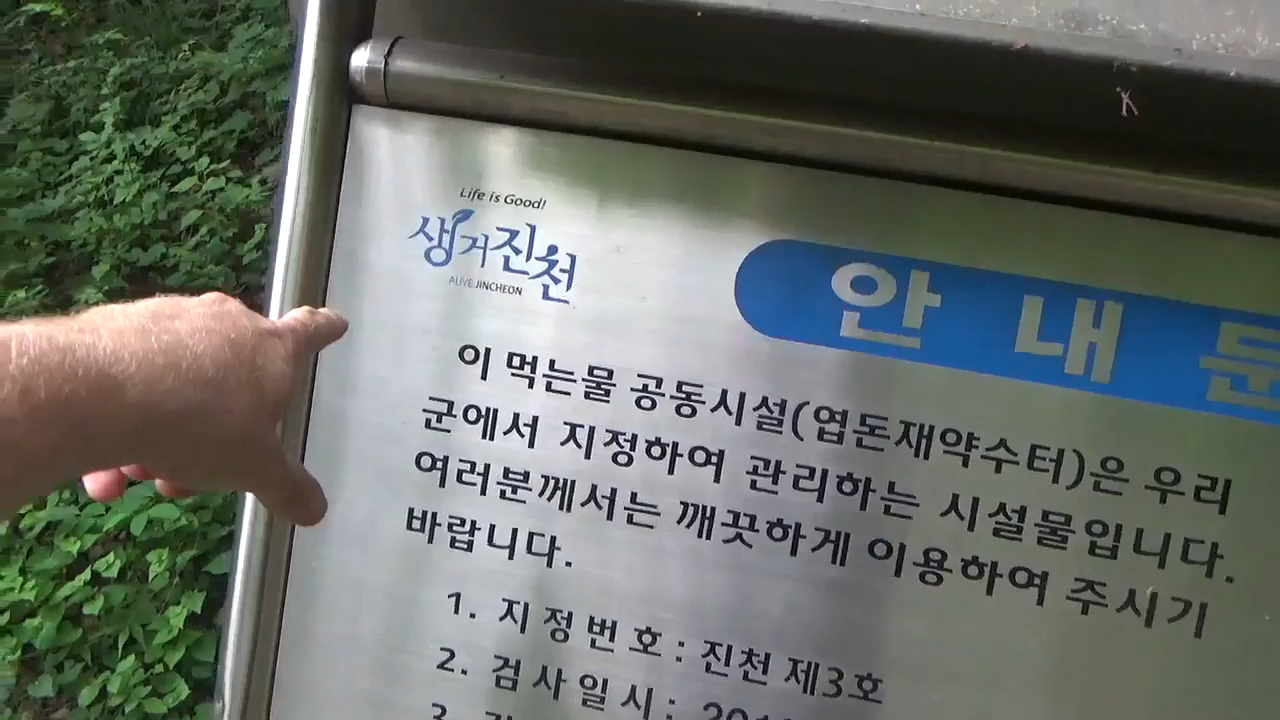 Life is Good!
생거진천
ALIVE JINCHEON
안내문
이 먹는물 공동시설(엽돈재약수터)은 우리
군에서 지정하여 관리하는 시설물입니다.
여러분께서는 깨끗하게 이용하여 주시기
바랍니다.
1. 지정번호 : 진천 제3호
2. 검사일시 :
3.